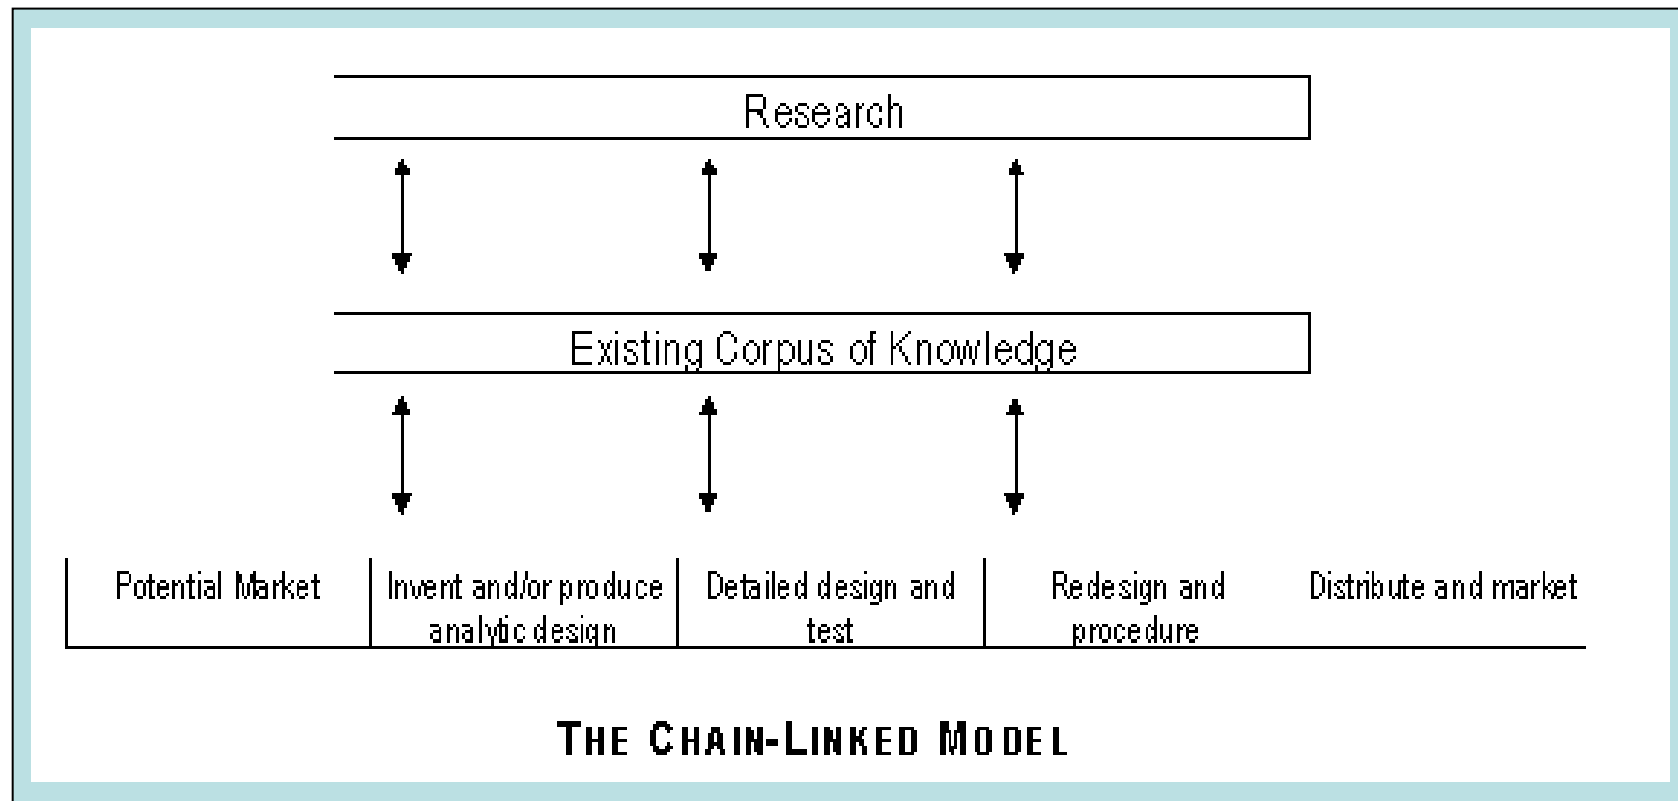 Research
Existing Corpus of Knowledge
Potential Market
Invent and/or produce
analytic design
Detailed design and
test
Redesign and
procedure
Distribute and market
THE CHAIN-LINKED MODEL